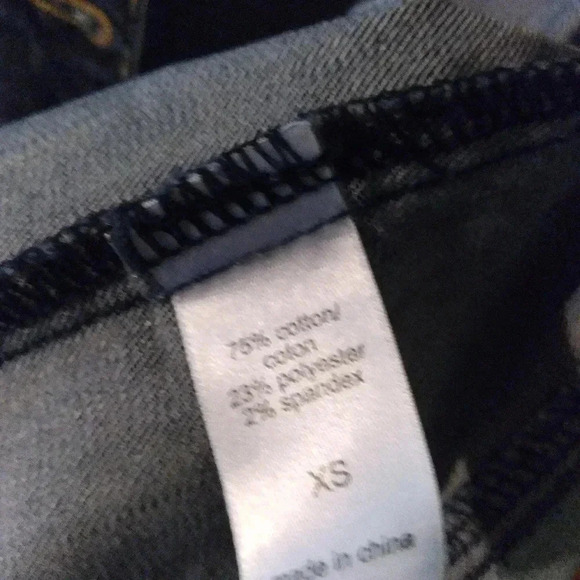 75% cotton/
coton
23% polyester
2% spandex
XS
made in china